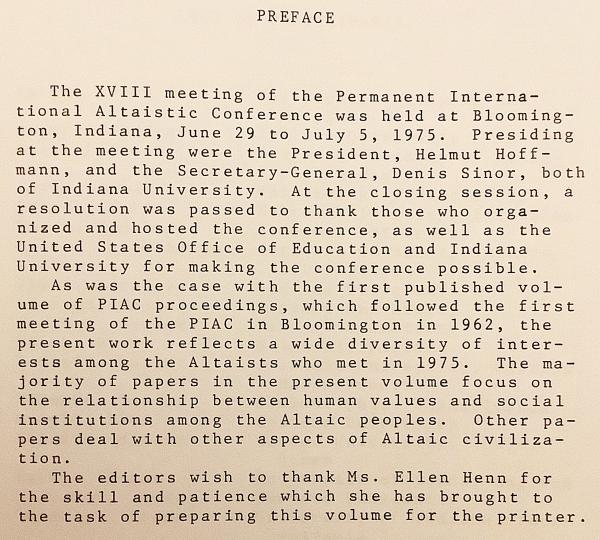 PREFACE
The XVIII meeting of the Permanent Interna-
tional Altaistic Conference was held at Blooming-
ton, Indiana, June 29 to July 5, 1975. Presiding
at the meeting were the President, Helmut Hoff-
mann, and the Secretary-General, Denis Sinor, both
of Indiana University. At the closing session, a
resolution was passed to thank those who orga-
nized and hosted the conference, as well as the
United States Office of Education and Indiana
University for making the conference possible.
As was the case with the first published vol-
ume of PIAC proceedings, which followed the first
meeting of the PIAC in Bloomington in 1962, the
present work reflects a wide diversity of inter-
ests among the Altaists who met in 1975. The ma-
jority of papers in the present volume focus on
the relationship between human values and social
institutions among the Altaic peoples. Other pa-
pers deal with other aspects of Altaic civiliza-
tion.
The editors wish to thank Ms. Ellen Henn for
the skill and patience which she has brought to
the task of preparing this volume for the printer.